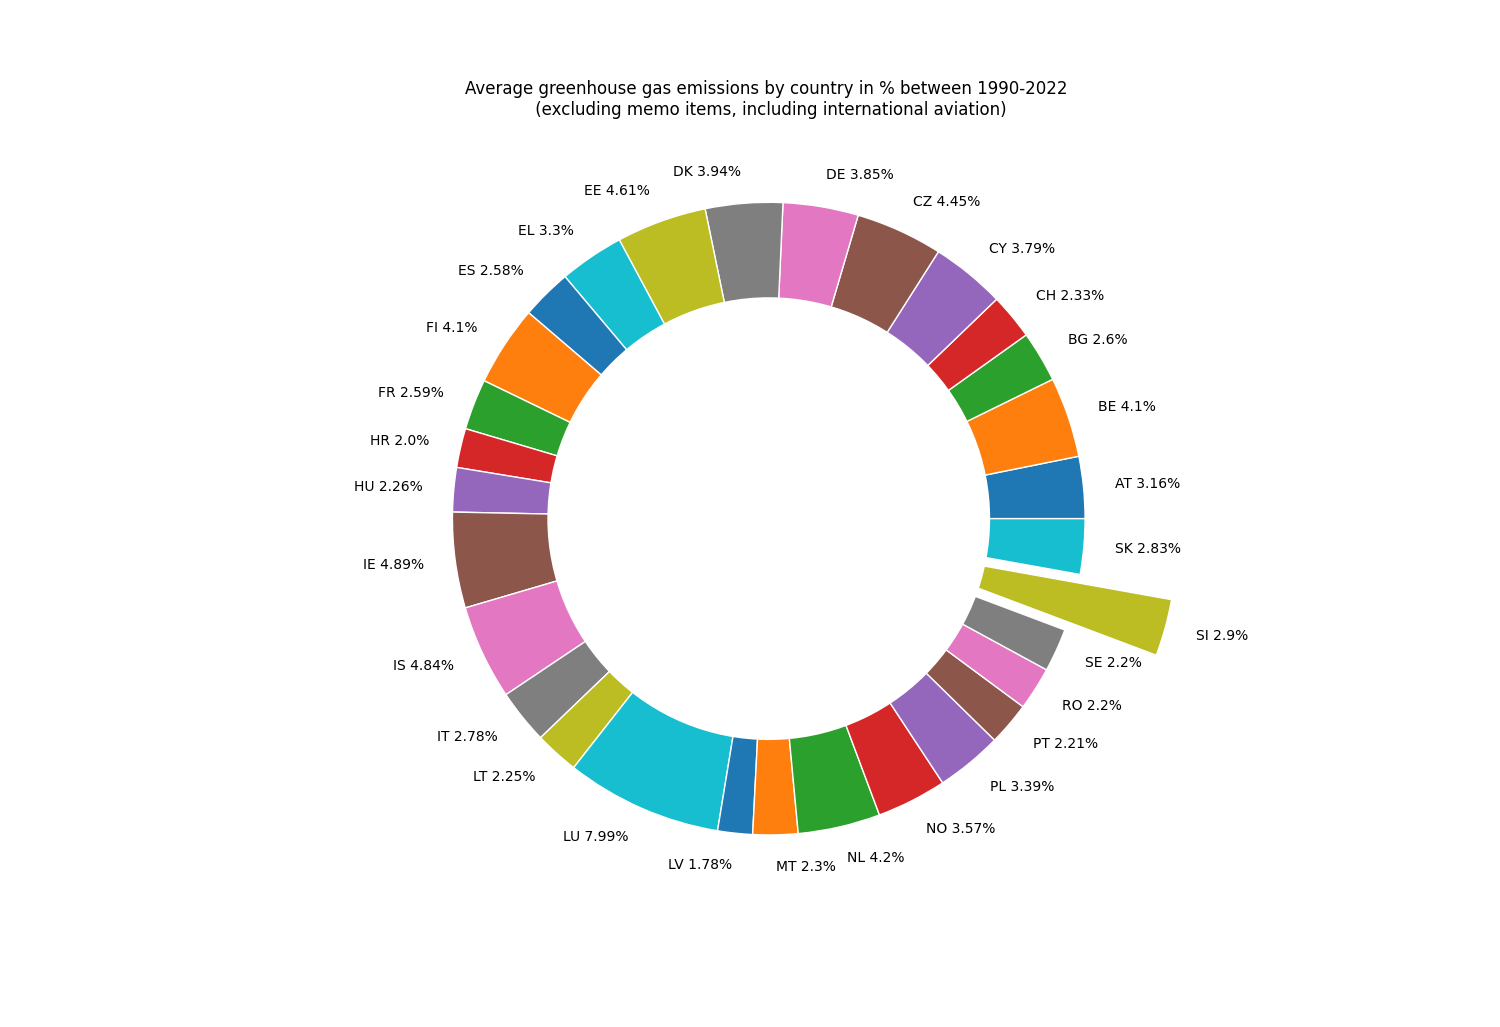 Average greenhouse gas emissions by country in % between 1990-2022
(excluding memo items, including international aviation)
DK 3.94%
DE 3.85%
EE 4.61%
CZ 4.45%
EL 3.3%
CY 3.79%
ES 2.58%
CH 2.33%
FI 4.1%
BG 2.6%
FR 2.59%
BE 4.1%
HR 2.0%
HU 2.26%
AT 3.16%
SK 2.83%
IE 4.89%
SI 2.9%
IS 4.84%
SE 2.2%
RO 2.2%
IT 2.78%
PT 2.21%
LT 2.25%
PL 3.39%
LU 7.99%
NO 3.57%
LV 1.78%
MT 2.3%
NL 4.2%